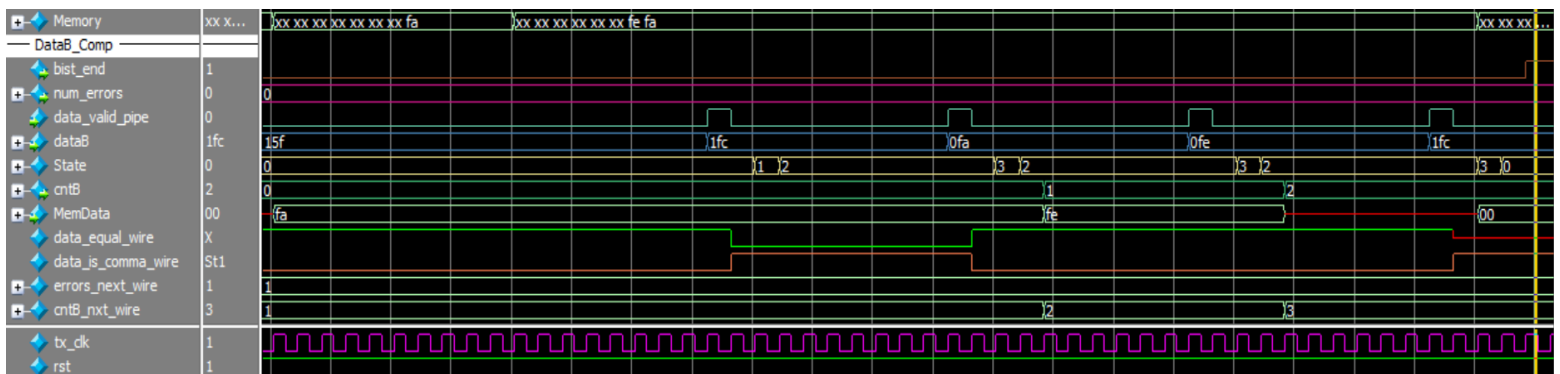 Memory xx x... xx xx xx xx xx xx xx fa xx xx xx xx xx xx fe fa xx xx xx ...
DataB_Comp
bist_end 1
num_errors 0 0
data_valid_pipe 0
dataB 1fc 15f 1fc 0fa 0fe 1fc
State 0 0 1 2 3 2 3 2 3 0
cntB 2 0 1 2
MemData 00 fa fe 00
data_equal_wire X
data_is_comma_wire St1
errors_next_wire 1 1
cntB_nxt_wire 3 1 2 3
tx_clk 1
rst 1